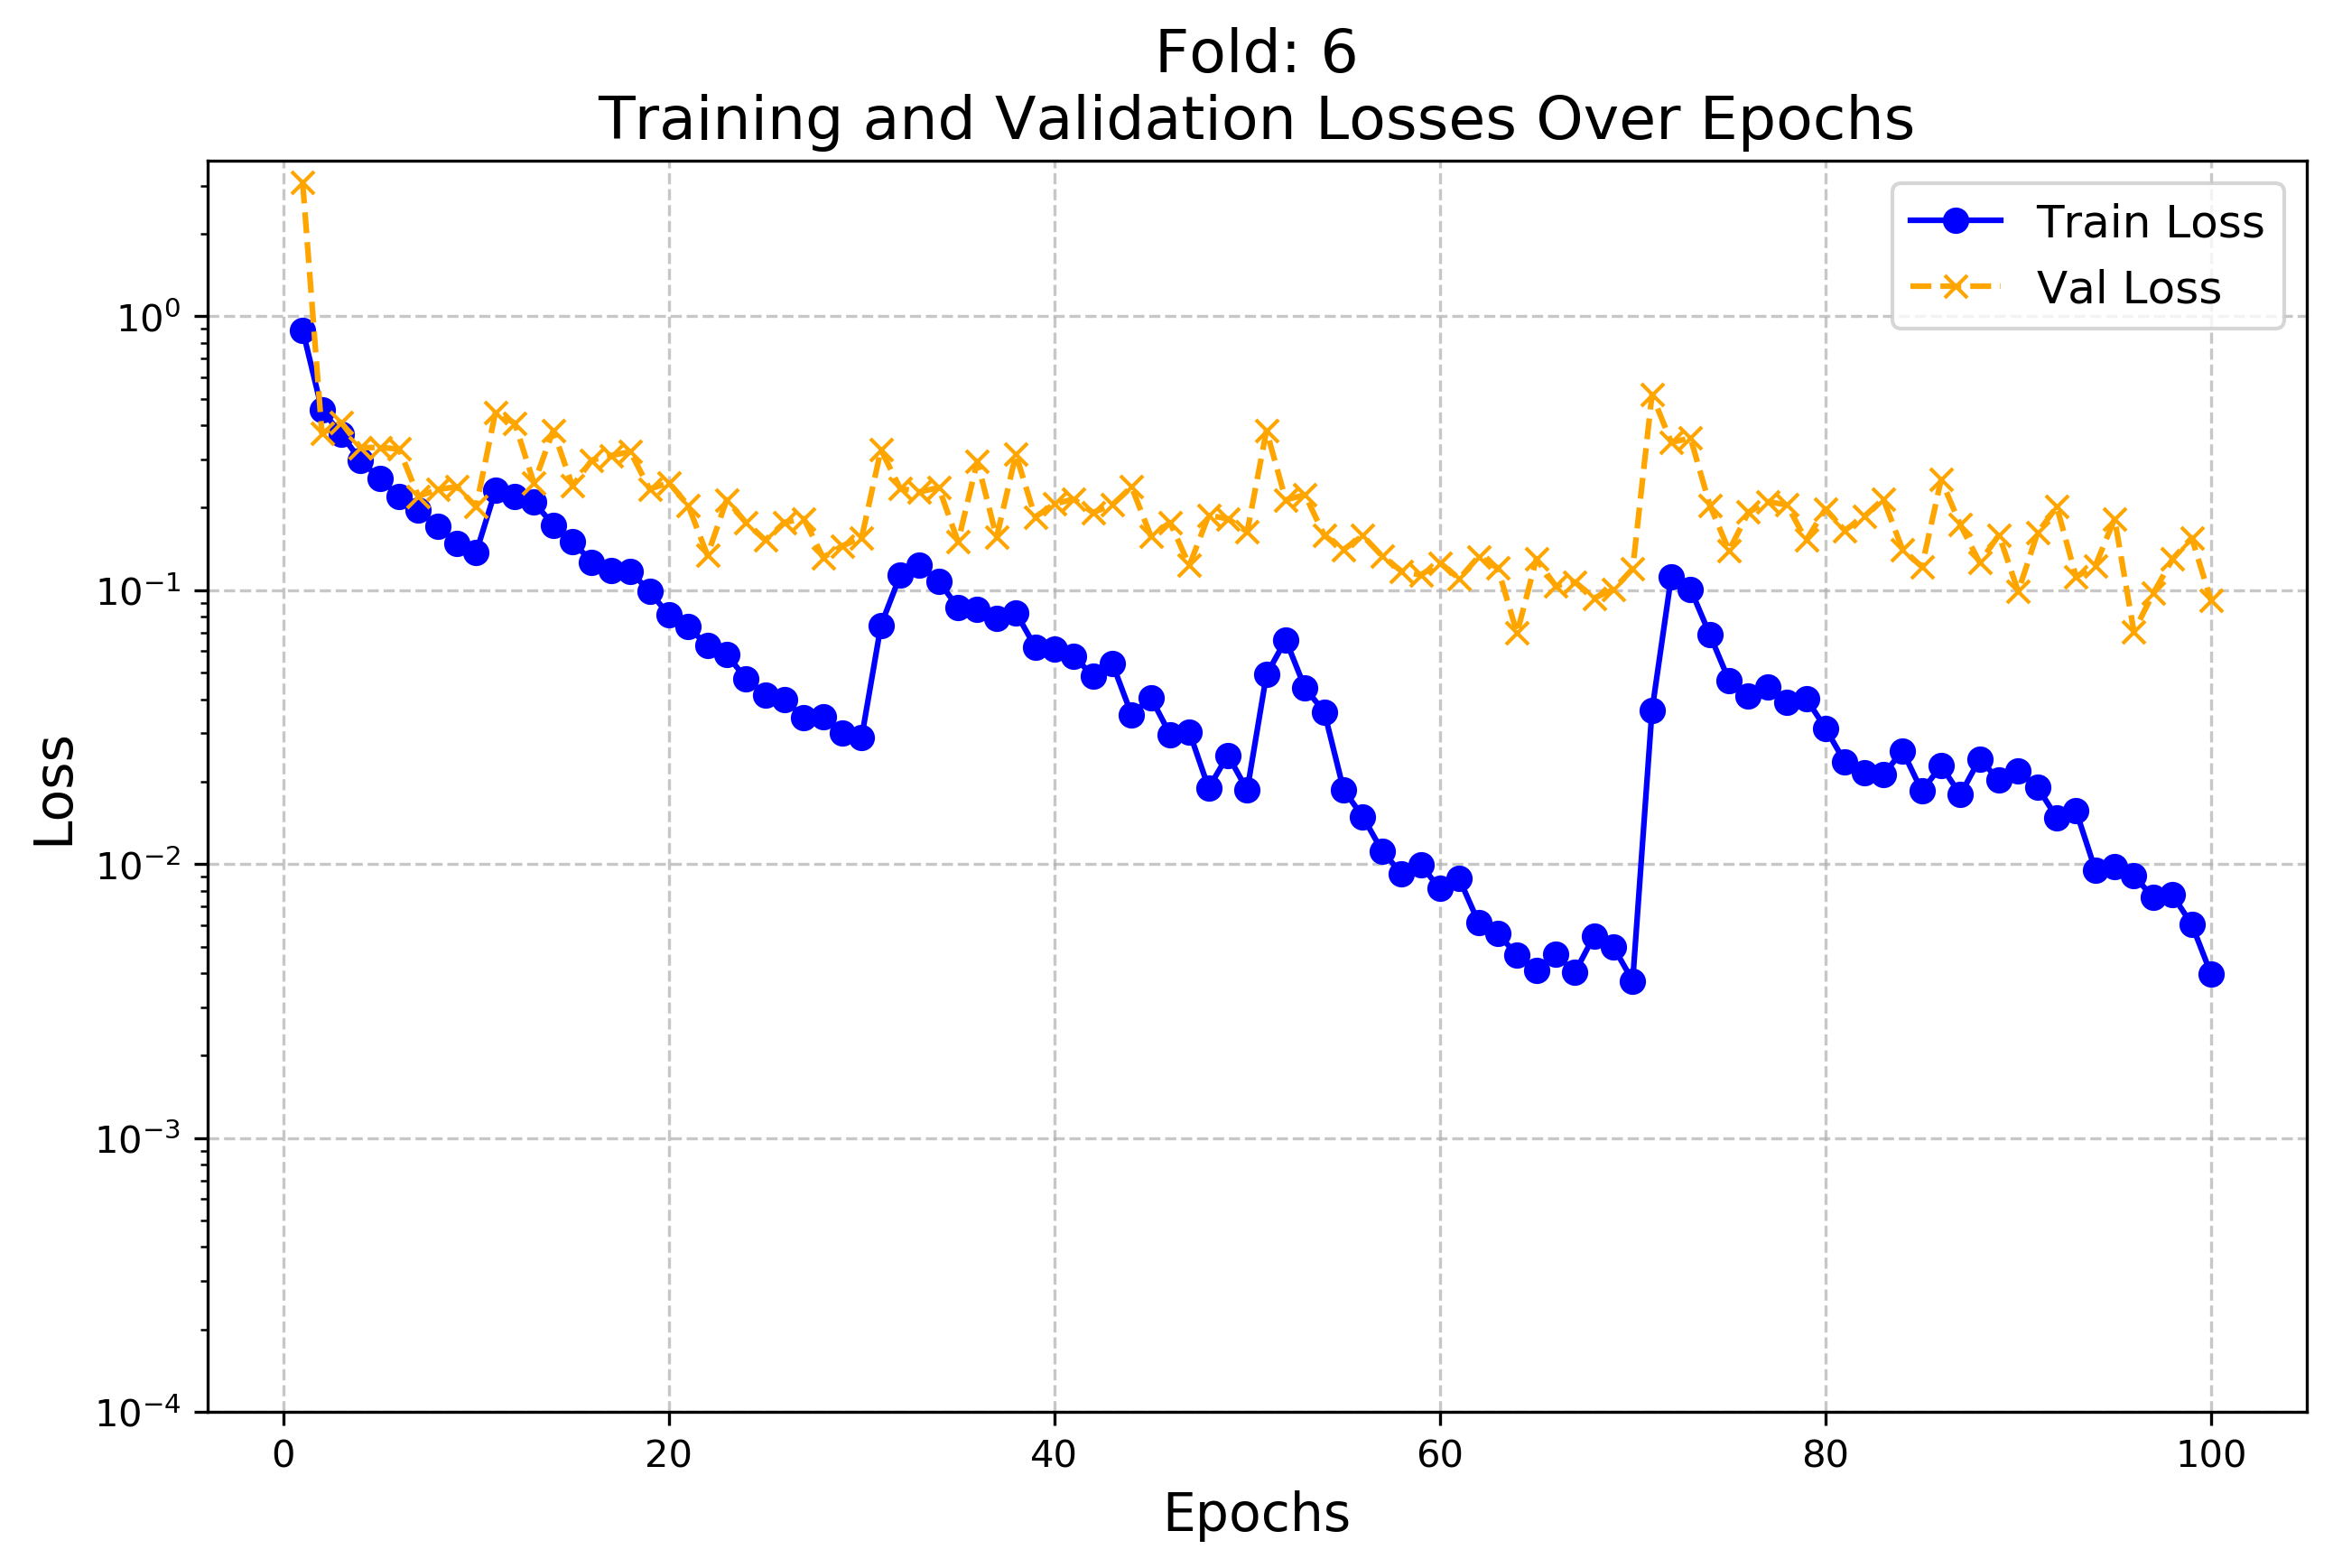 Fold: 6
Training and Validation Losses Over Epochs
Train Loss
Val Loss
10⁰
10⁻¹
10⁻²
10⁻³
10⁻⁴
Loss
0 20 40 60 80 100
Epochs